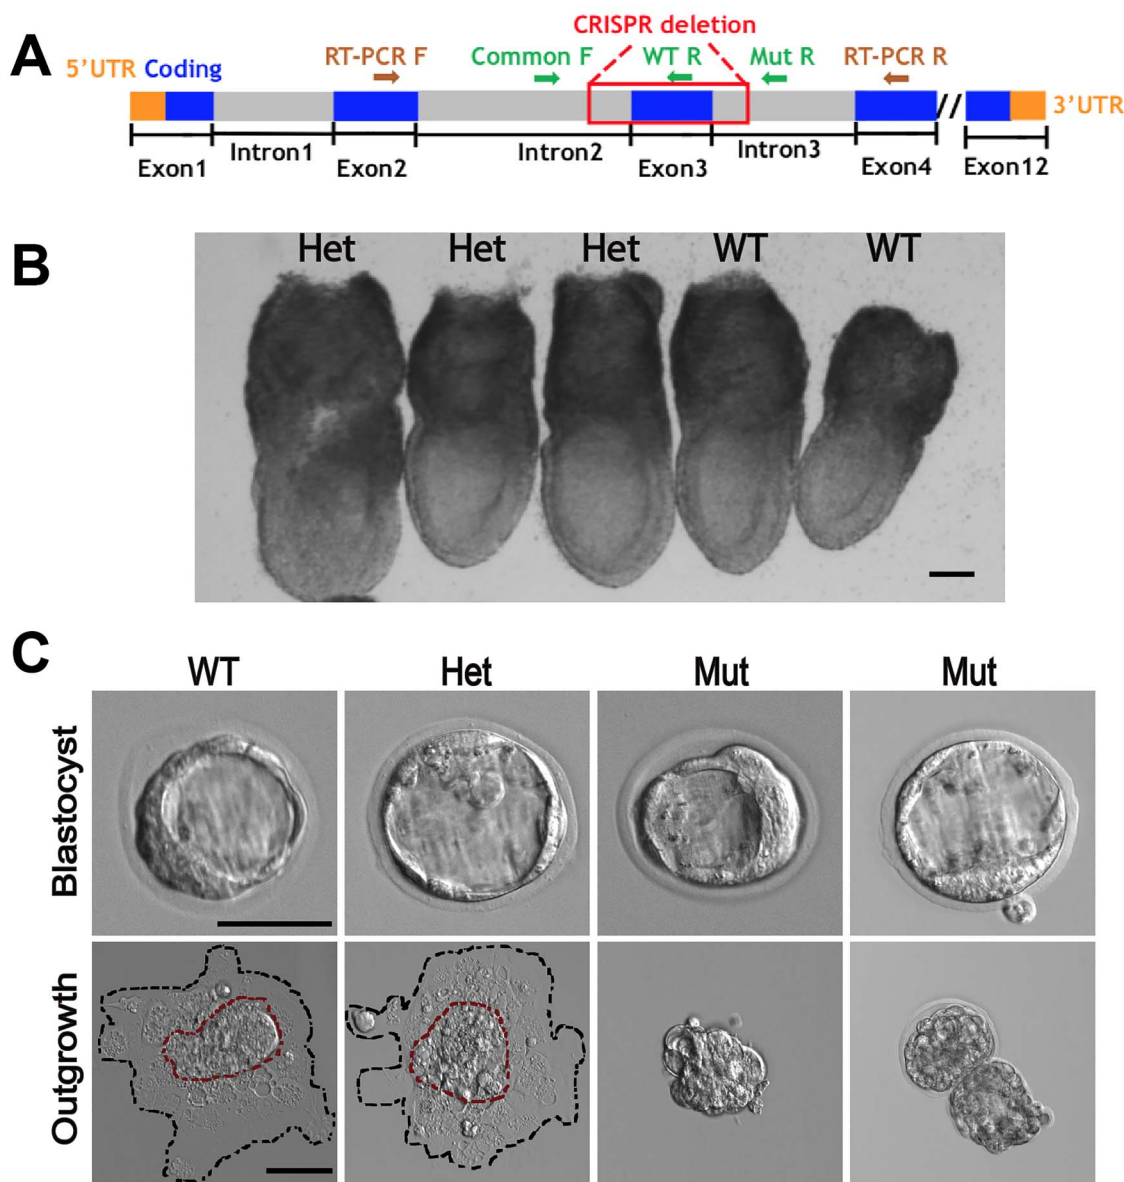 A
CRISPR deletion
5'UTR Coding
RT-PCR F
Common F
WT R
Mut R
RT-PCR R
//
3'UTR
Exon1
Intron1
Exon2
Intron2
Exon3
Intron3
Exon4
Exon12
B
Het
Het
Het
WT
WT
C
WT
Het
Mut
Mut
Blastocyst
Outgrowth